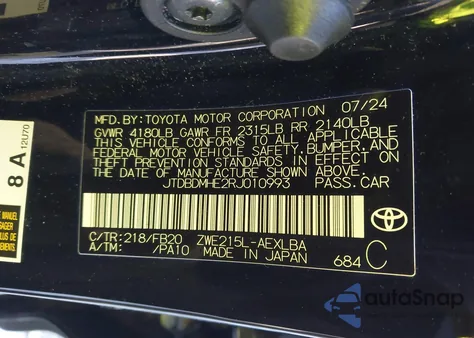 MFD. BY:TOYOTA MOTOR CORPORATION 07/24
GVWR 4180LB GAWR FR 2315LB RR 2140LB
THIS VEHICLE CONFORMS TO ALL APPLICABLE
FEDERAL MOTOR VEHICLE SAFETY, BUMPER, AND
THEFT PREVENTION STANDARDS IN EFFECT ON
THE DATE OF MANUFACTURE SHOWN ABOVE.
JTDBDMHE2RJ010993 PASS.CAR
C/TR:218/FB20 ZWE215L-AEXLBA
A/TM: /PA10 MADE IN JAPAN 684 C
TOYOTA
8 A
12U70
autoSnap